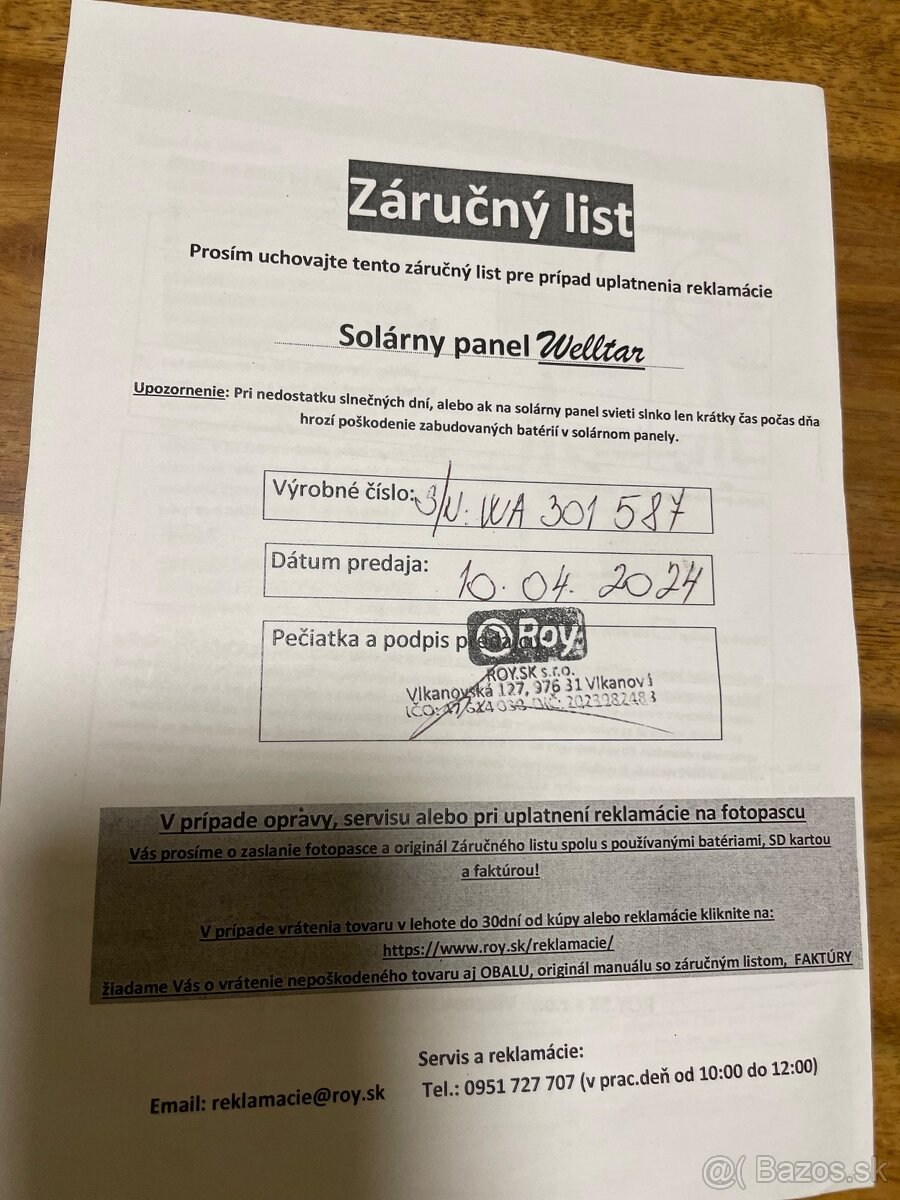 Záručný list
Prosím uchovajte tento záručný list pre prípad uplatnenia reklamácie
Solárny panel Welltar
Upozornenie: Pri nedostatku slnečných dní, alebo ak na solárny panel svieti slnko len krátky čas počas dňa
hrozí poškodenie zabudovaných batérií v solárnom panely.
Výrobné číslo: S/N: WA 301 587
Dátum predaja: 10.04.2024
Pečiatka a podpis
Roy
ROY.SK s.r.o.
Vlkanovská 127, 976 31 Vlkanová
IČO: DIČ: 2023982483
V prípade opravy, servisu alebo pri uplatnení reklamácie na fotopascu
Vás prosíme o zaslanie fotopasce a originál Záručného listu spolu s používanými batériami, SD kartou
a faktúrou!
V prípade vrátenia tovaru v lehote do 30dní od kúpy alebo reklamácie kliknite na:
https://www.roy.sk/reklamacie/
žiadame Vás o vrátenie nepoškodeného tovaru aj OBALU, originál manuálu so záručným listom, FAKTÚRY
Servis a reklamácie:
Email: reklamacie@roy.sk
Tel.: 0951 727 707 (v prac.deň od 10:00 do 12:00)
@( Bazos.sk